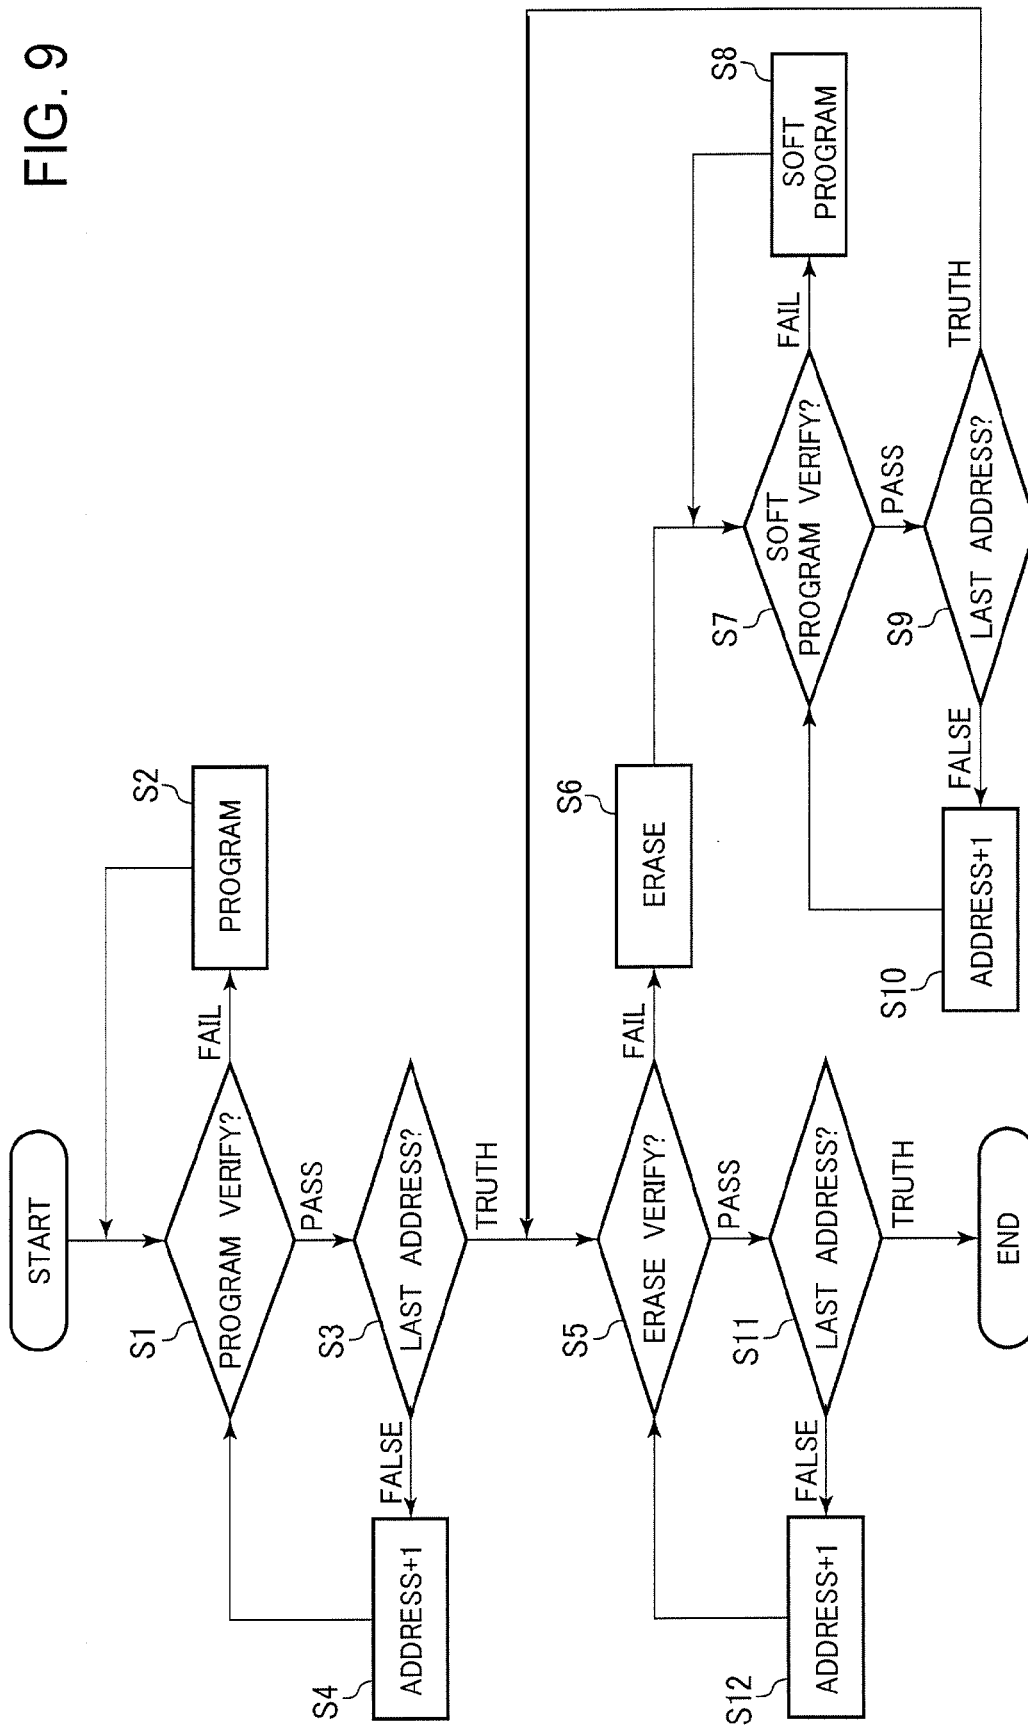 FIG. 9
START
S1
PROGRAM VERIFY?
FAIL
S2
PROGRAM
PASS
S3
LAST ADDRESS?
FALSE
S4
ADDRESS+1
TRUTH
S5
ERASE VERIFY?
FAIL
S6
ERASE
S7
SOFT
PROGRAM VERIFY?
FAIL
S8
SOFT
PROGRAM
PASS
S9
LAST ADDRESS?
TRUTH
FALSE
S10
ADDRESS+1
PASS
S11
LAST ADDRESS?
FALSE
S12
ADDRESS+1
TRUTH
END